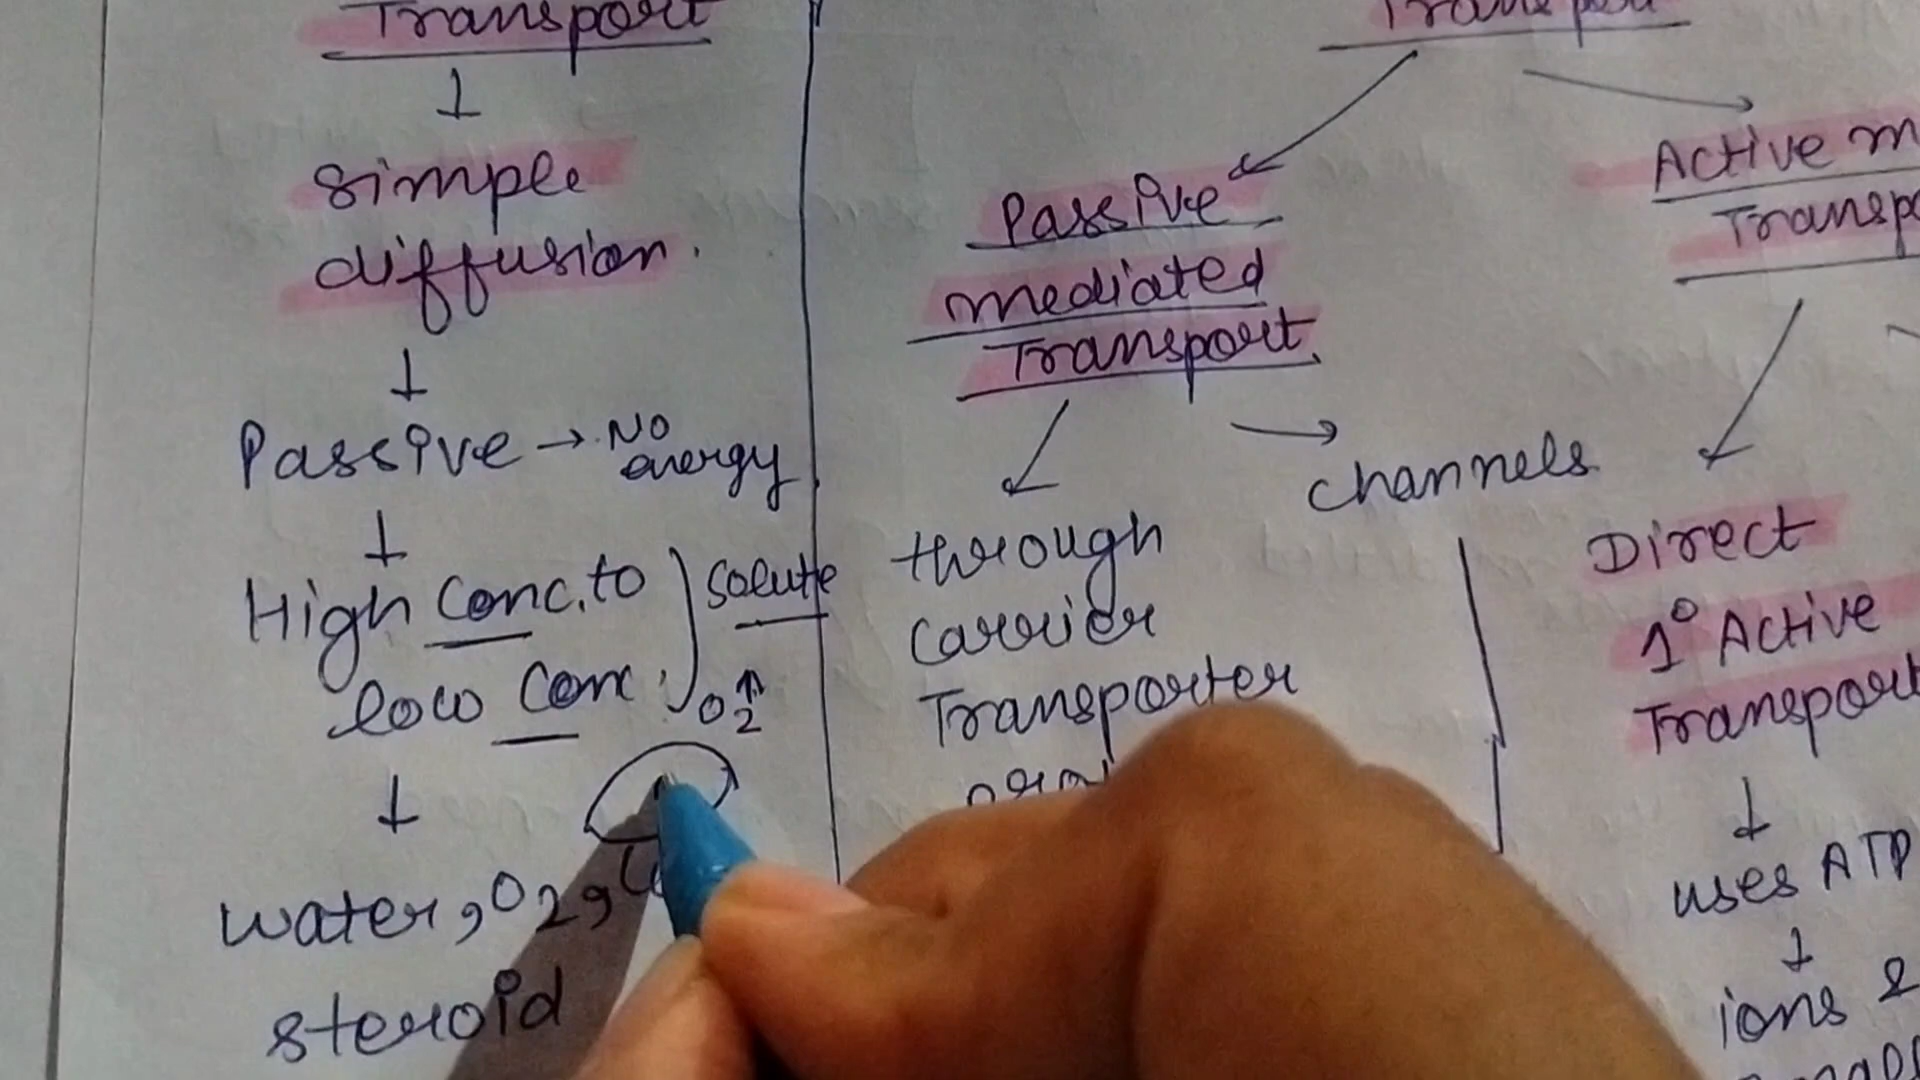 Transport
simple
diffusion.
Passive → No
energy
High Conc. to
low Conc.
solute
O2↑
water, O2,
steroid
Transport
Passive
mediated
Transport
through
carrier
Transporter
channels
Active
Direct
1° Active
Transport
uses ATP
ions &